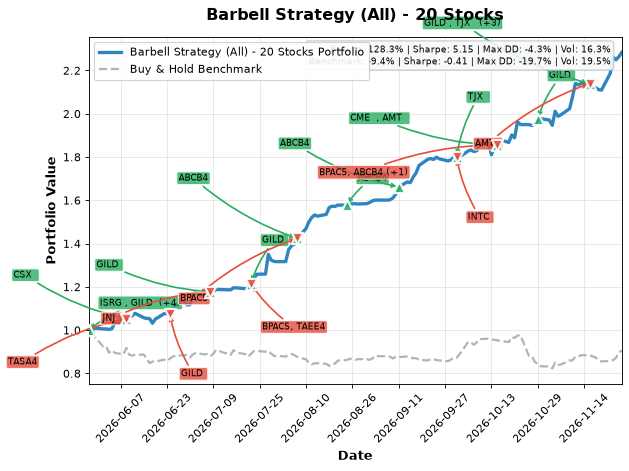 Barbell Strategy (All) - 20 Stocks
GILD , TJX (+3)
Barbell Strategy (All) - 20 Stocks Portfolio
Buy & Hold Benchmark
128.3% | Sharpe: 5.15 | Max DD: -4.3% | Vol: 16.3%
9.4% | Sharpe: -0.41 | Max DD: -19.7% | Vol: 19.5%
GILD
TJX
CME , AMT
ABCB4
AM
BPAC5, ABCB4 (+1)
ABCB4
INTC
GILD
GILD
CSX
BPAC
ISRG , GILD (+4
INJ
BPAC5, TAEE4
TASA4
GILD
Portfolio Value
2.2
2.0
1.8
1.6
1.4
1.2
1.0
0.8
2026-06-07
2026-06-23
2026-07-09
2026-07-25
2026-08-10
2026-08-26
2026-09-11
2026-09-27
2026-10-13
2026-10-29
2026-11-14
Date